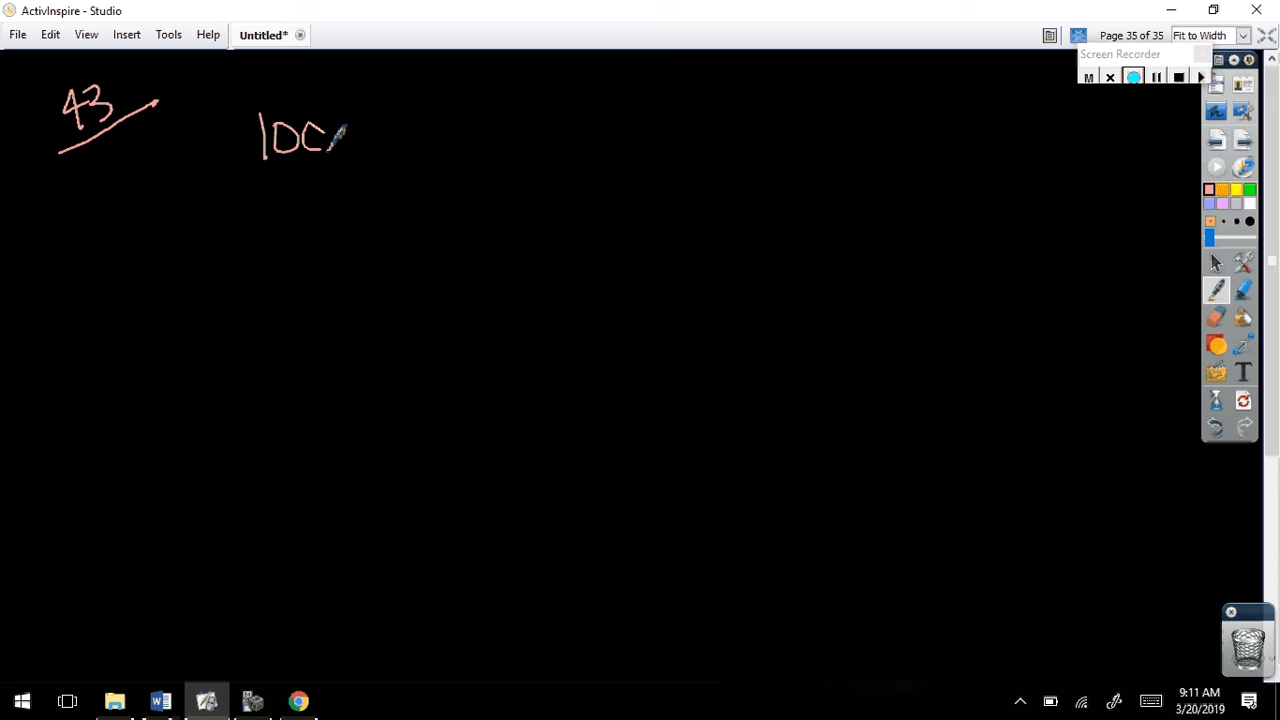 ActivInspire - Studio
File Edit View Insert Tools Help Untitled* Page 35 of 35 Fit to Width
Screen Recorder
M
43
T
9:11 AM
3/20/2019